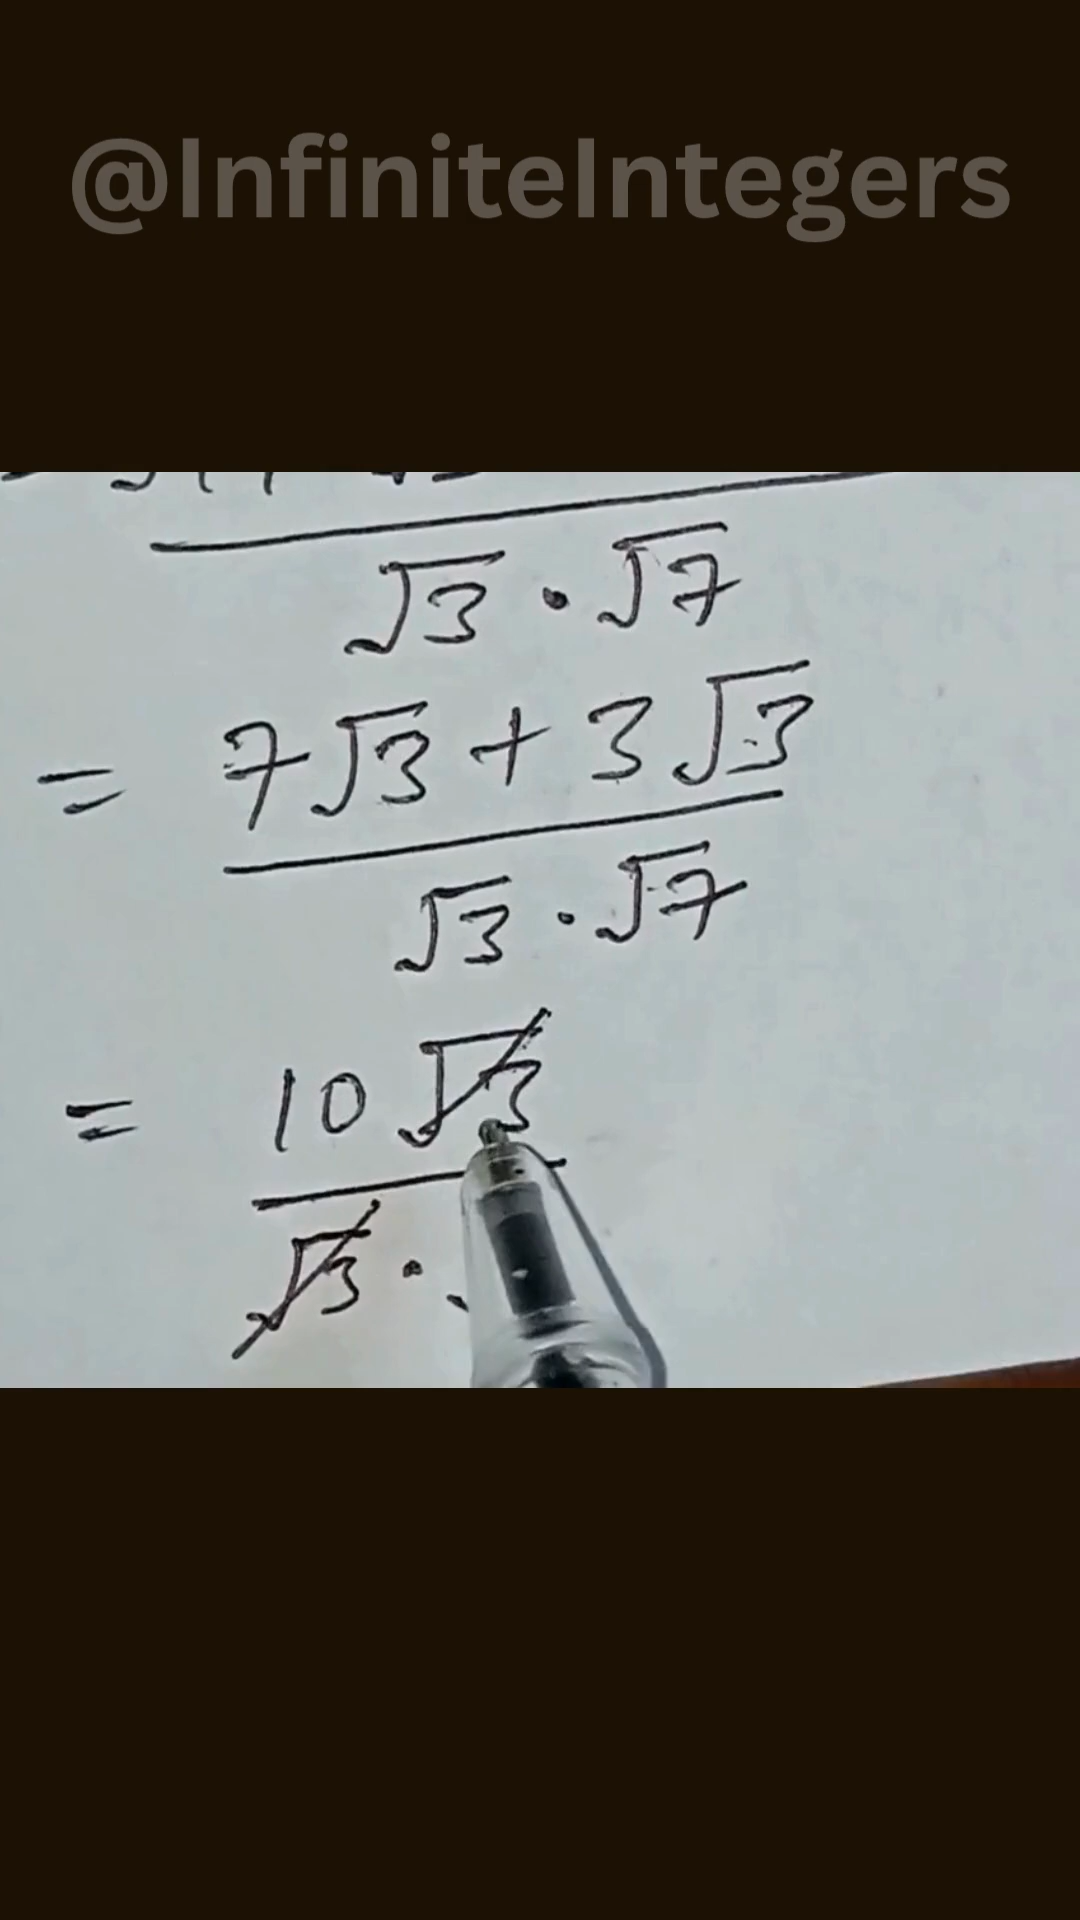 @InfiniteIntegers
√3 · √7
= 7√3 + 3√3
√3 · √7
= 10 √3
√3 ·